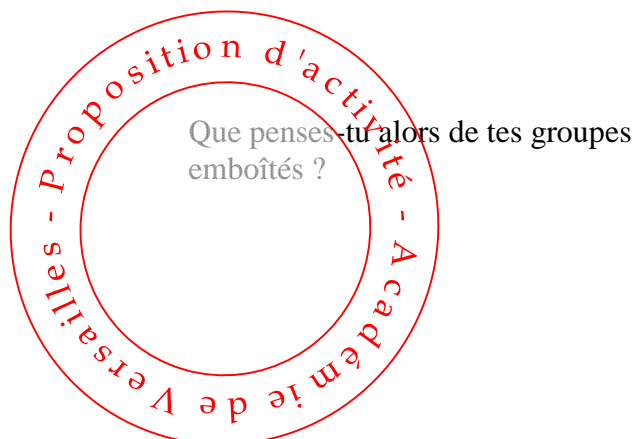 Proposition d'activité - Académie de Versailles -
Que penses-tu alors de tes groupes
emboîtés ?